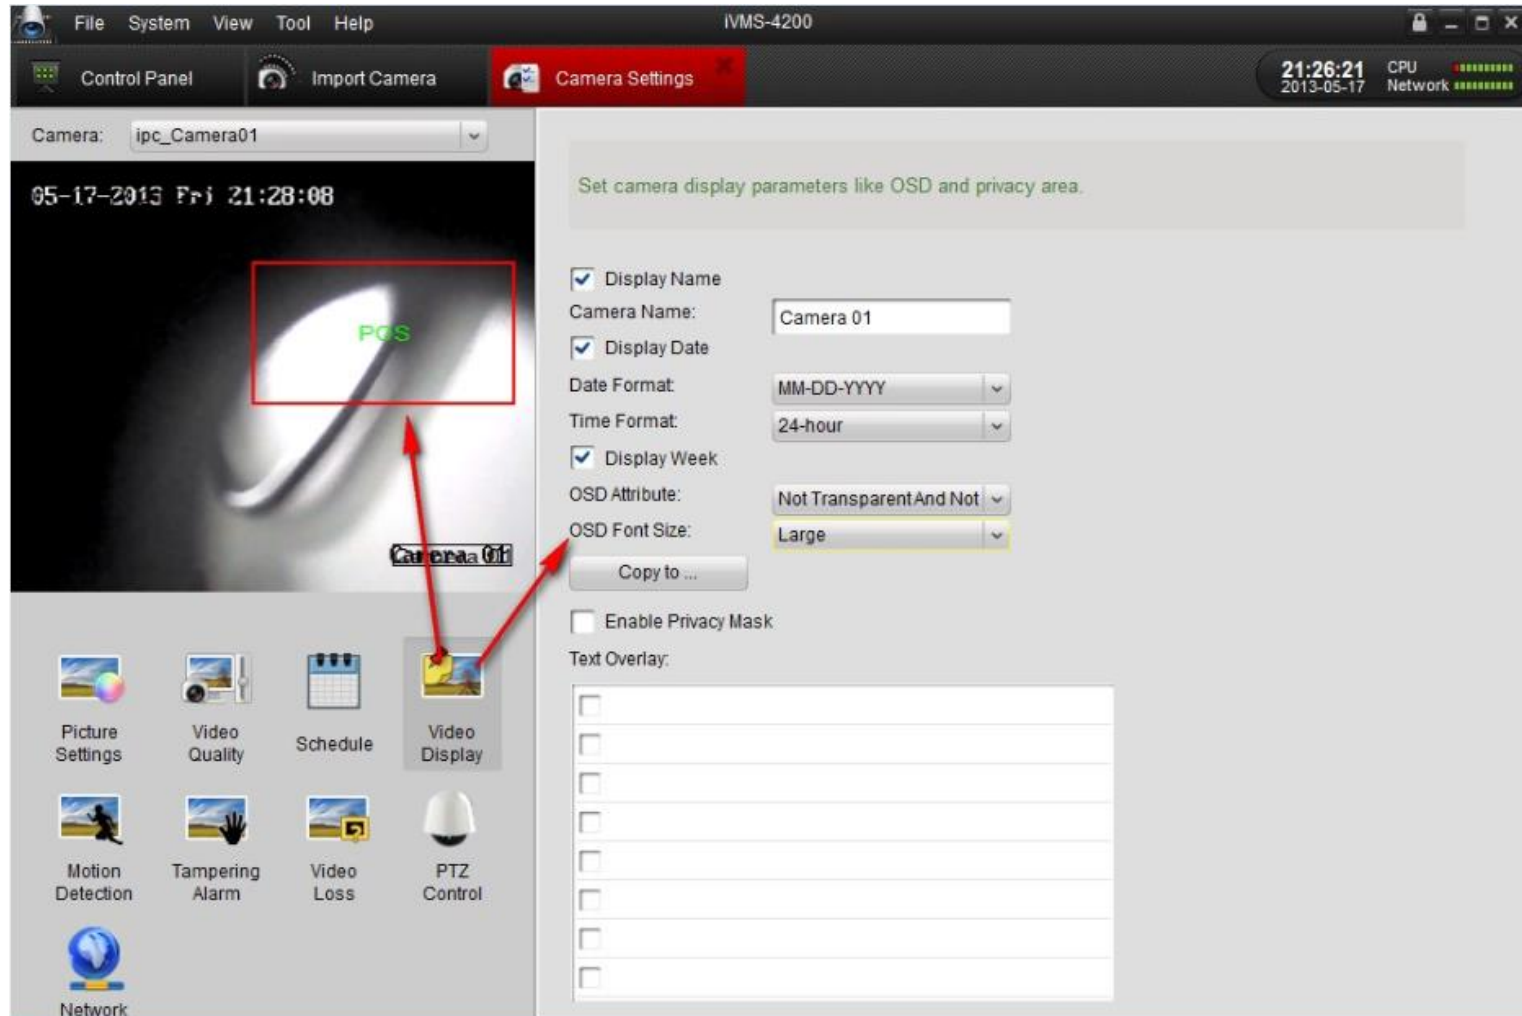 File System View Tool Help iVMS-4200
Control Panel Import Camera Camera Settings 21:26:21 CPU
2013-05-17 Network
Camera: ipc_Camera01
05-17-2013 Fri 21:28:08
POS
Camera 01
Set camera display parameters like OSD and privacy area.
Display Name
Camera Name: Camera 01
Display Date
Date Format: MM-DD-YYYY
Time Format: 24-hour
Display Week
OSD Attribute: Not Transparent And Not
OSD Font Size: Large
Copy to ...
Enable Privacy Mask
Text Overlay:
Picture Settings
Video Quality
Schedule
Video Display
Motion Detection
Tampering Alarm
Video Loss
PTZ Control
Network